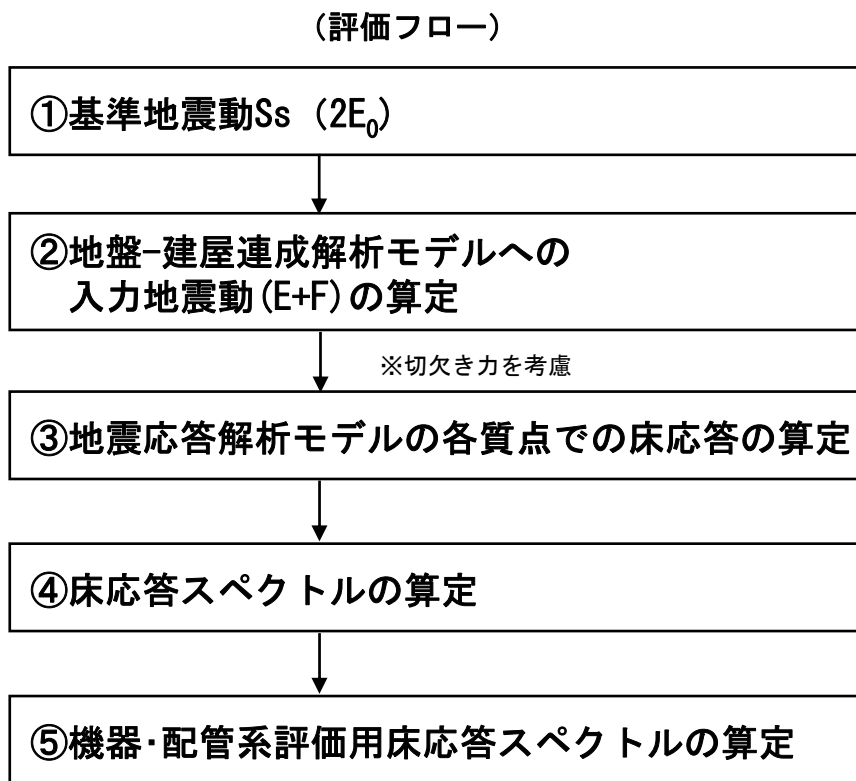 (評価フロー)
①基準地震動Ss (2E₀)
②地盤-建屋連成解析モデルへの
入力地震動(E+F)の算定
※切欠き力を考慮
③地震応答解析モデルの各質点での床応答の算定
④床応答スペクトルの算定
⑤機器・配管系評価用床応答スペクトルの算定